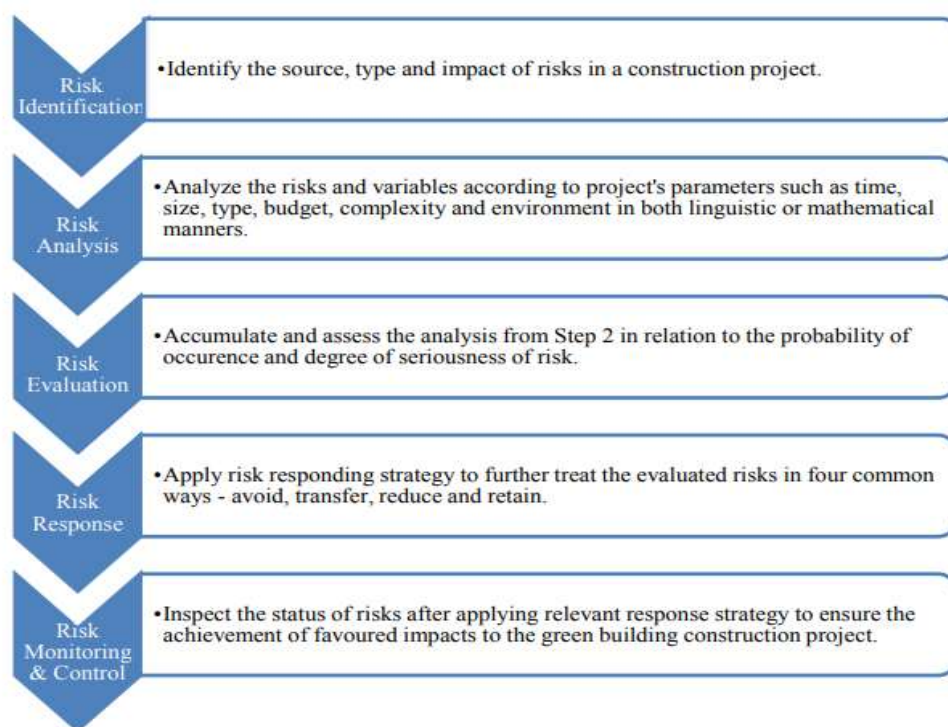 Risk
Identification
•Identify the source, type and impact of risks in a construction project.
Risk
Analysis
•Analyze the risks and variables according to project's parameters such as time,
size, type, budget, complexity and environment in both linguistic or mathematical
manners.
Risk
Evaluation
•Accumulate and assess the analysis from Step 2 in relation to the probability of
occurence and degree of seriousness of risk.
Risk
Response
•Apply risk responding strategy to further treat the evaluated risks in four common
ways - avoid, transfer, reduce and retain.
Risk
Monitoring
& Control
•Inspect the status of risks after applying relevant response strategy to ensure the
achievement of favoured impacts to the green building construction project.